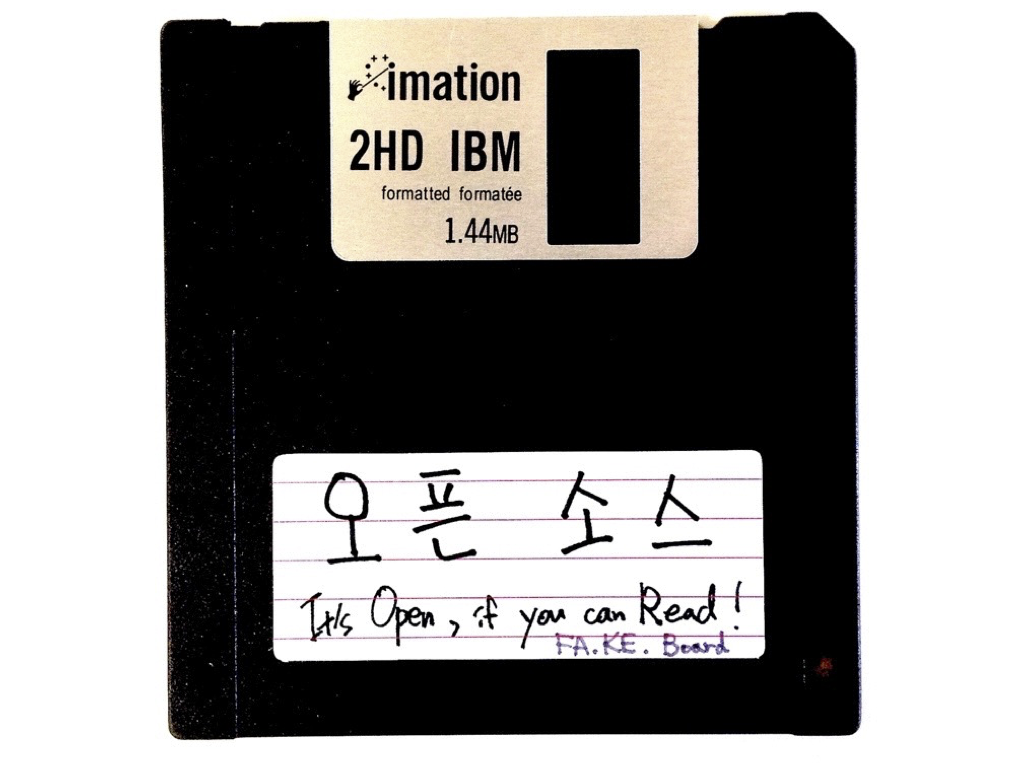 imation
2HD IBM
formatted formatée
1.44MB
오픈 소스
It's Open, if you can Read!
FA.KE. Board